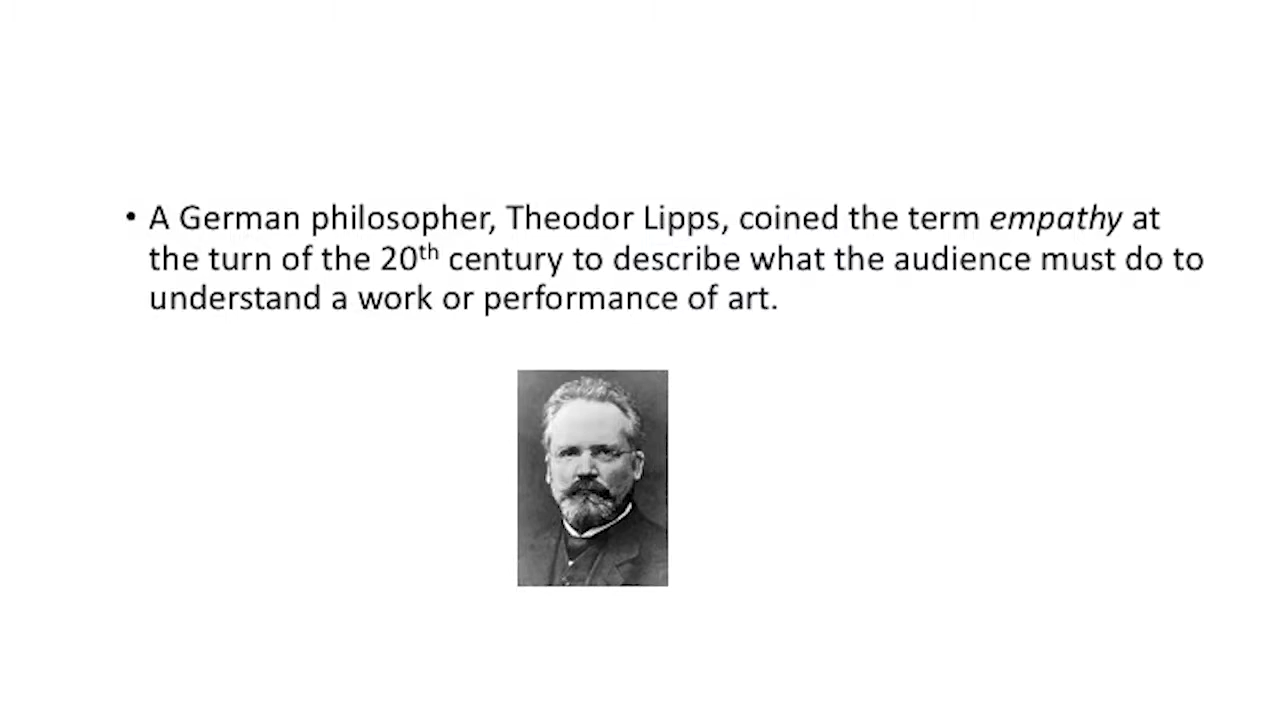 • A German philosopher, Theodor Lipps, coined the term empathy at
the turn of the 20th century to describe what the audience must do to
understand a work or performance of art.